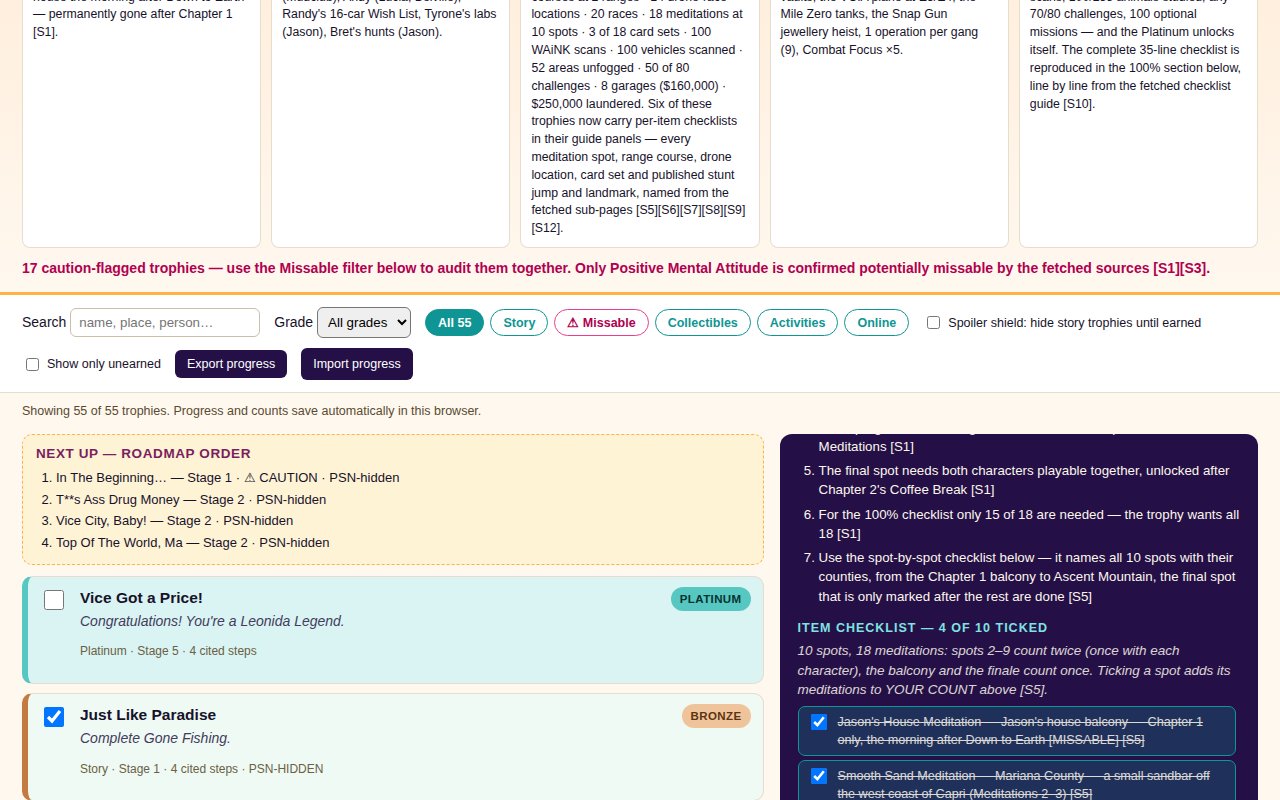 — permanently gone after Chapter 1
[S1].
Randy's 16-car Wish List, Tyrone's labs
(Jason), Bret's hunts (Jason).
locations · 20 races · 18 meditations at
10 spots · 3 of 18 card sets · 100
WAiNK scans · 100 vehicles scanned ·
52 areas unfogged · 50 of 80
challenges · 8 garages ($160,000) ·
$250,000 laundered. Six of these
trophies now carry per-item checklists
in their guide panels — every
meditation spot, range course, drone
location, card set and published stunt
jump and landmark, named from the
fetched sub-pages [S5][S6][S7][S8][S9]
[S12].
Mile Zero tanks, the Snap Gun
jewellery heist, 1 operation per gang
(9), Combat Focus ×5.
70/80 challenges, 100 optional
missions — and the Platinum unlocks
itself. The complete 35-line checklist is
reproduced in the 100% section below,
line by line from the fetched checklist
guide [S10].
17 caution-flagged trophies — use the Missable filter below to audit them together. Only Positive Mental Attitude is confirmed potentially missable by the fetched sources [S1][S3].
Search name, place, person… Grade All grades All 55 Story ⚠ Missable Collectibles Activities Online Spoiler shield: hide story trophies until earned
Show only unearned Export progress Import progress
Showing 55 of 55 trophies. Progress and counts save automatically in this browser.
NEXT UP — ROADMAP ORDER
1. In The Beginning… — Stage 1 · ⚠ CAUTION · PSN-hidden
2. T**s Ass Drug Money — Stage 2 · PSN-hidden
3. Vice City, Baby! — Stage 2 · PSN-hidden
4. Top Of The World, Ma — Stage 2 · PSN-hidden
Vice Got a Price! PLATINUM
Congratulations! You're a Leonida Legend.
Platinum · Stage 5 · 4 cited steps
Just Like Paradise BRONZE
Complete Gone Fishing.
Story · Stage 1 · 4 cited steps · PSN-HIDDEN
Meditations [S1]
5. The final spot needs both characters playable together, unlocked after
Chapter 2's Coffee Break [S1]
6. For the 100% checklist only 15 of 18 are needed — the trophy wants all
18 [S1]
7. Use the spot-by-spot checklist below — it names all 10 spots with their
counties, from the Chapter 1 balcony to Ascent Mountain, the final spot
that is only marked after the rest are done [S5]
ITEM CHECKLIST — 4 OF 10 TICKED
10 spots, 18 meditations: spots 2–9 count twice (once with each
character), the balcony and the finale count once. Ticking a spot adds its
meditations to YOUR COUNT above [S5].
Jason's House Meditation — Jason's house balcony — Chapter 1
only, the morning after Down to Earth [MISSABLE] [S5]
Smooth Sand Meditation — Mariana County — a small sandbar off
the west coast of Capri (Meditations 2–3) [S5]